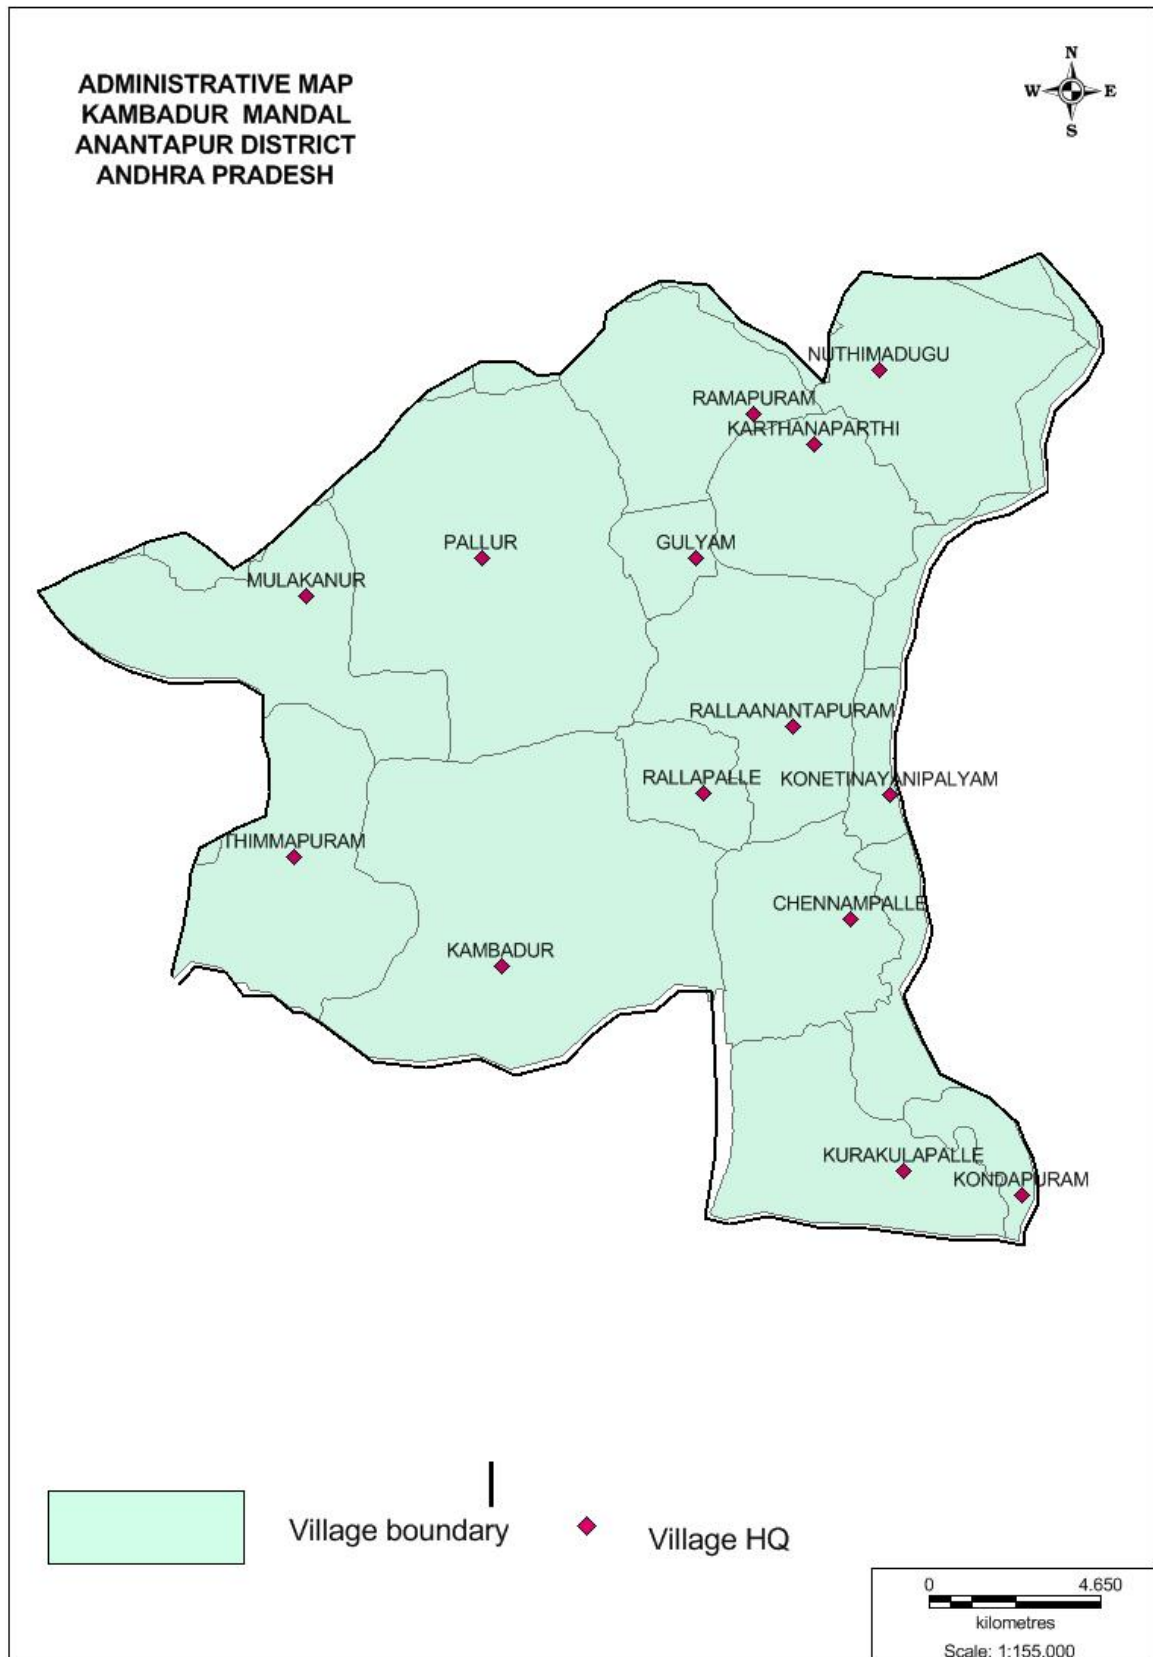 ADMINISTRATIVE MAP
KAMBADUR MANDAL
ANANTAPUR DISTRICT
ANDHRA PRADESH
N
W E
S
NUTHIMADUGU
RAMAPURAM
KARTHANAPARTHI
PALLUR
GULYAM
MULAKANUR
RALLAANANTAPURAM
RALLAPALLE
KONETINAYANIPALYAM
THIMMAPURAM
CHENNAMPALLE
KAMBADUR
KURAKULAPALLE
KONDAPURAM
Village boundary
Village HQ
0 4.650
kilometres
Scale: 1:155,000